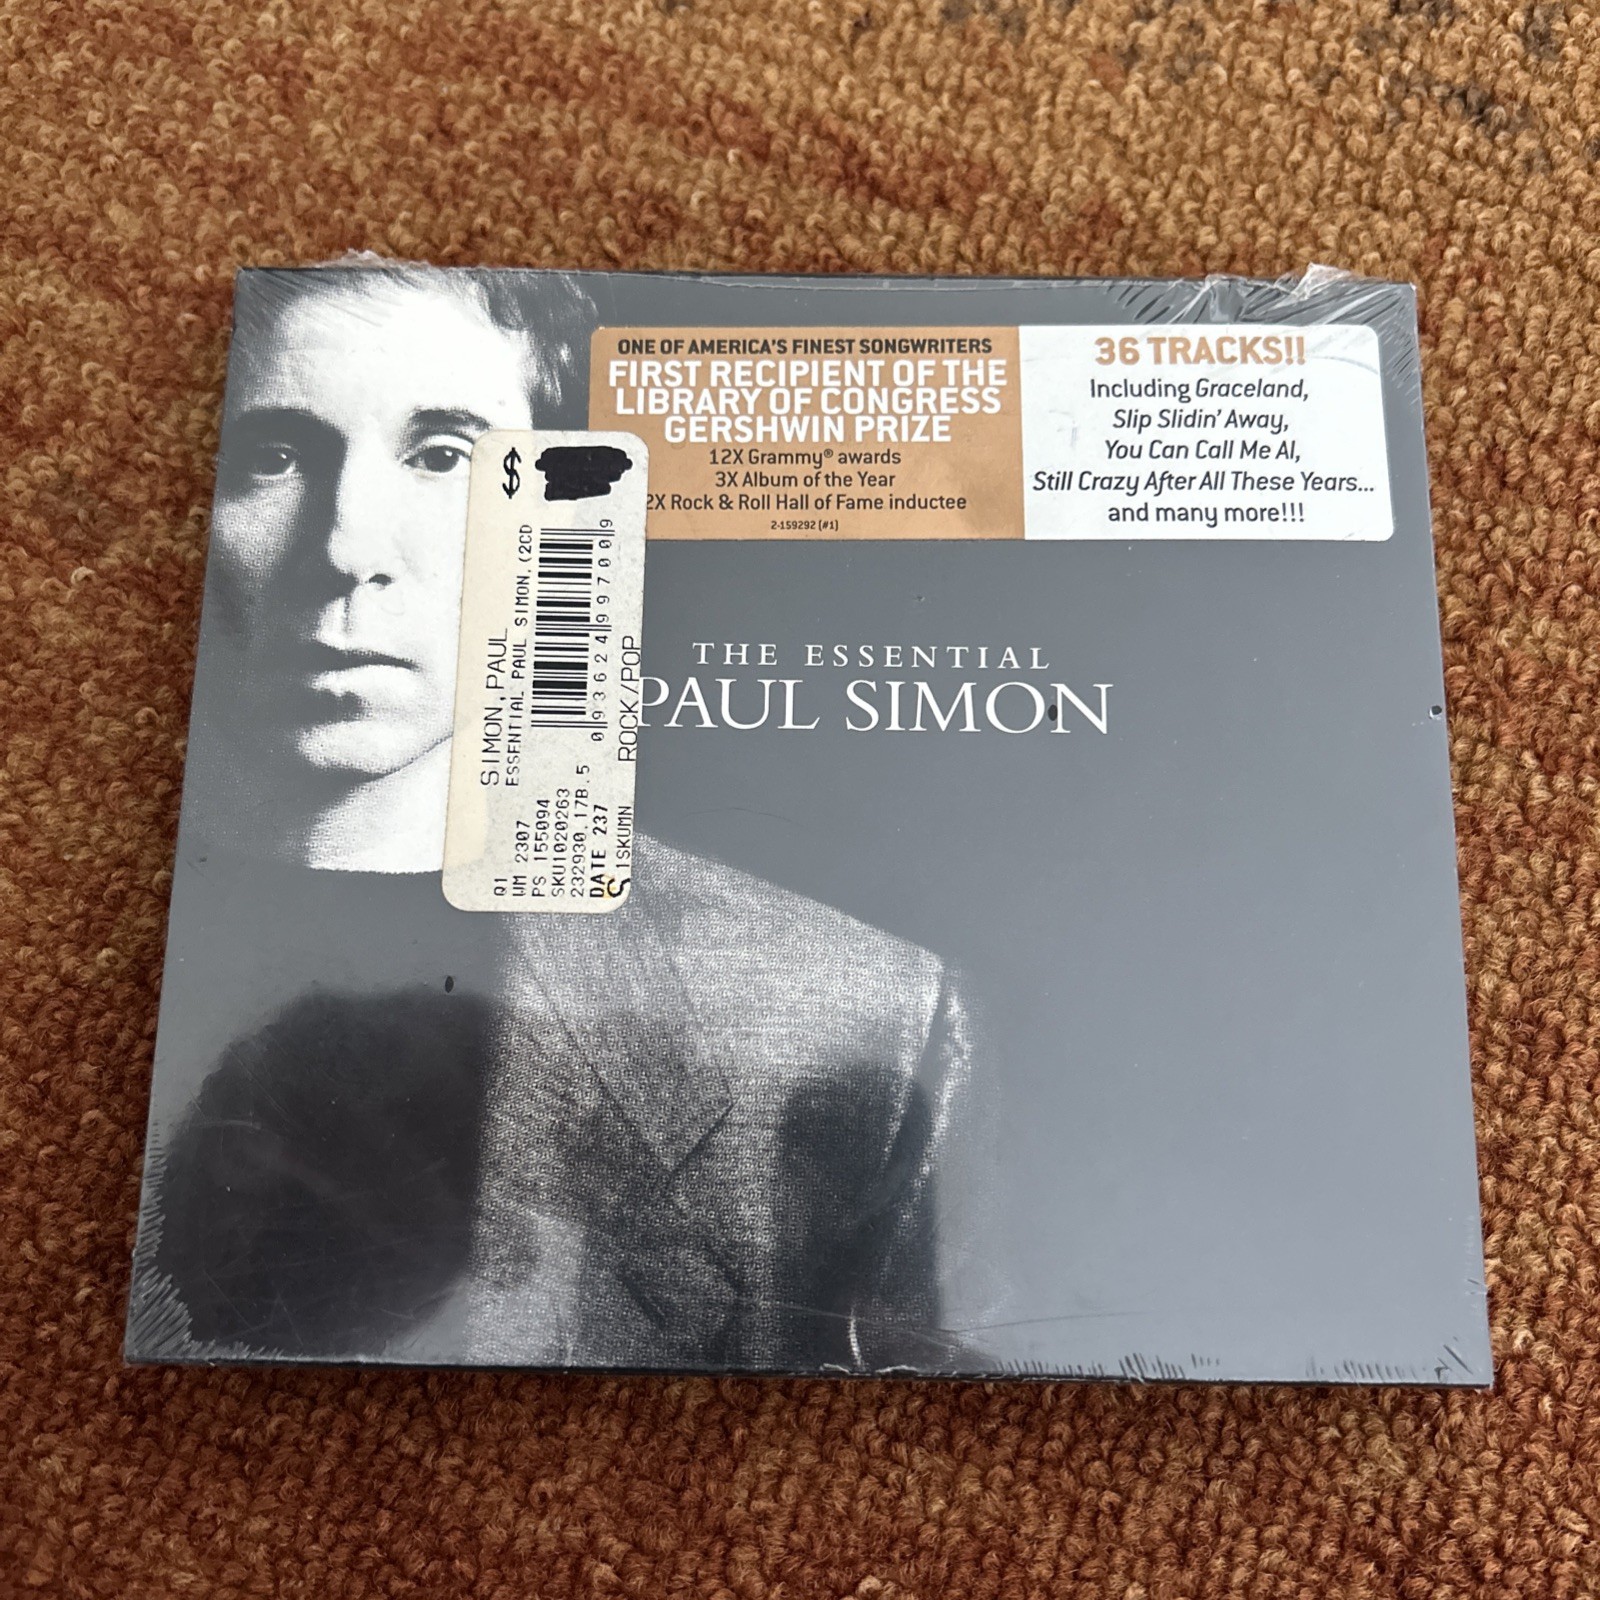 ONE OF AMERICA'S FINEST SONGWRITERS
FIRST RECIPIENT OF THE
LIBRARY OF CONGRESS
GERSHWIN PRIZE
12X Grammy® awards
3X Album of the Year
2X Rock & Roll Hall of Fame inductee
2-159292 (#1)
36 TRACKS!!
Including Graceland,
Slip Slidin' Away,
You Can Call Me Al,
Still Crazy After All These Years...
and many more!!!
THE ESSENTIAL
PAUL SIMON
$
SIMON,PAUL
ESSENTIAL PAUL SIMON,(2CD
0 93624 99700 9
ROCK/POP
Q1
WM 2307
PS 155094
SKU1020263
232930,17B.5
DATE 237
1SKUMN